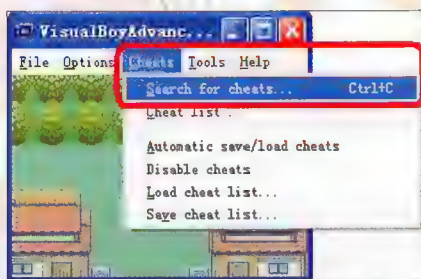 VisualBoyAdvanc...
File Options Cheats Tools Help
Search for cheats... Ctrl+C
Cheat list .
Automatic save/load cheats
Disable cheats
Load cheat list...
Save cheat list...